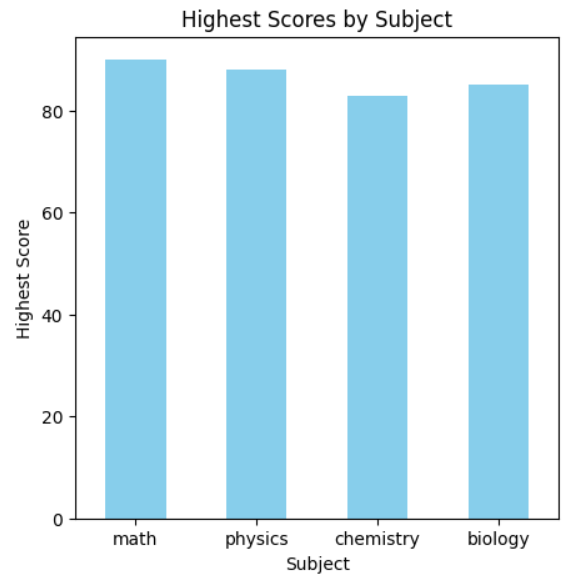 Highest Scores by Subject
Highest Score
80
60
40
20
0
math physics chemistry biology
Subject